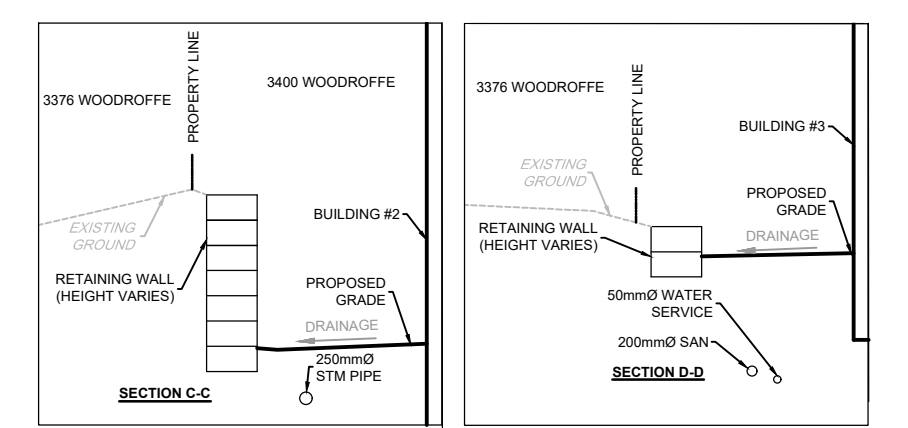 3376 WOODROFFE
PROPERTY LINE
3400 WOODROFFE
EXISTING
GROUND
BUILDING #2
RETAINING WALL
(HEIGHT VARIES)
PROPOSED
GRADE
DRAINAGE
250mmØ
STM PIPE
SECTION C-C
3376 WOODROFFE
PROPERTY LINE
BUILDING #3
EXISTING
GROUND
PROPOSED
GRADE
RETAINING WALL
(HEIGHT VARIES)
DRAINAGE
50mmØ WATER
SERVICE
200mmØ SAN
SECTION D-D